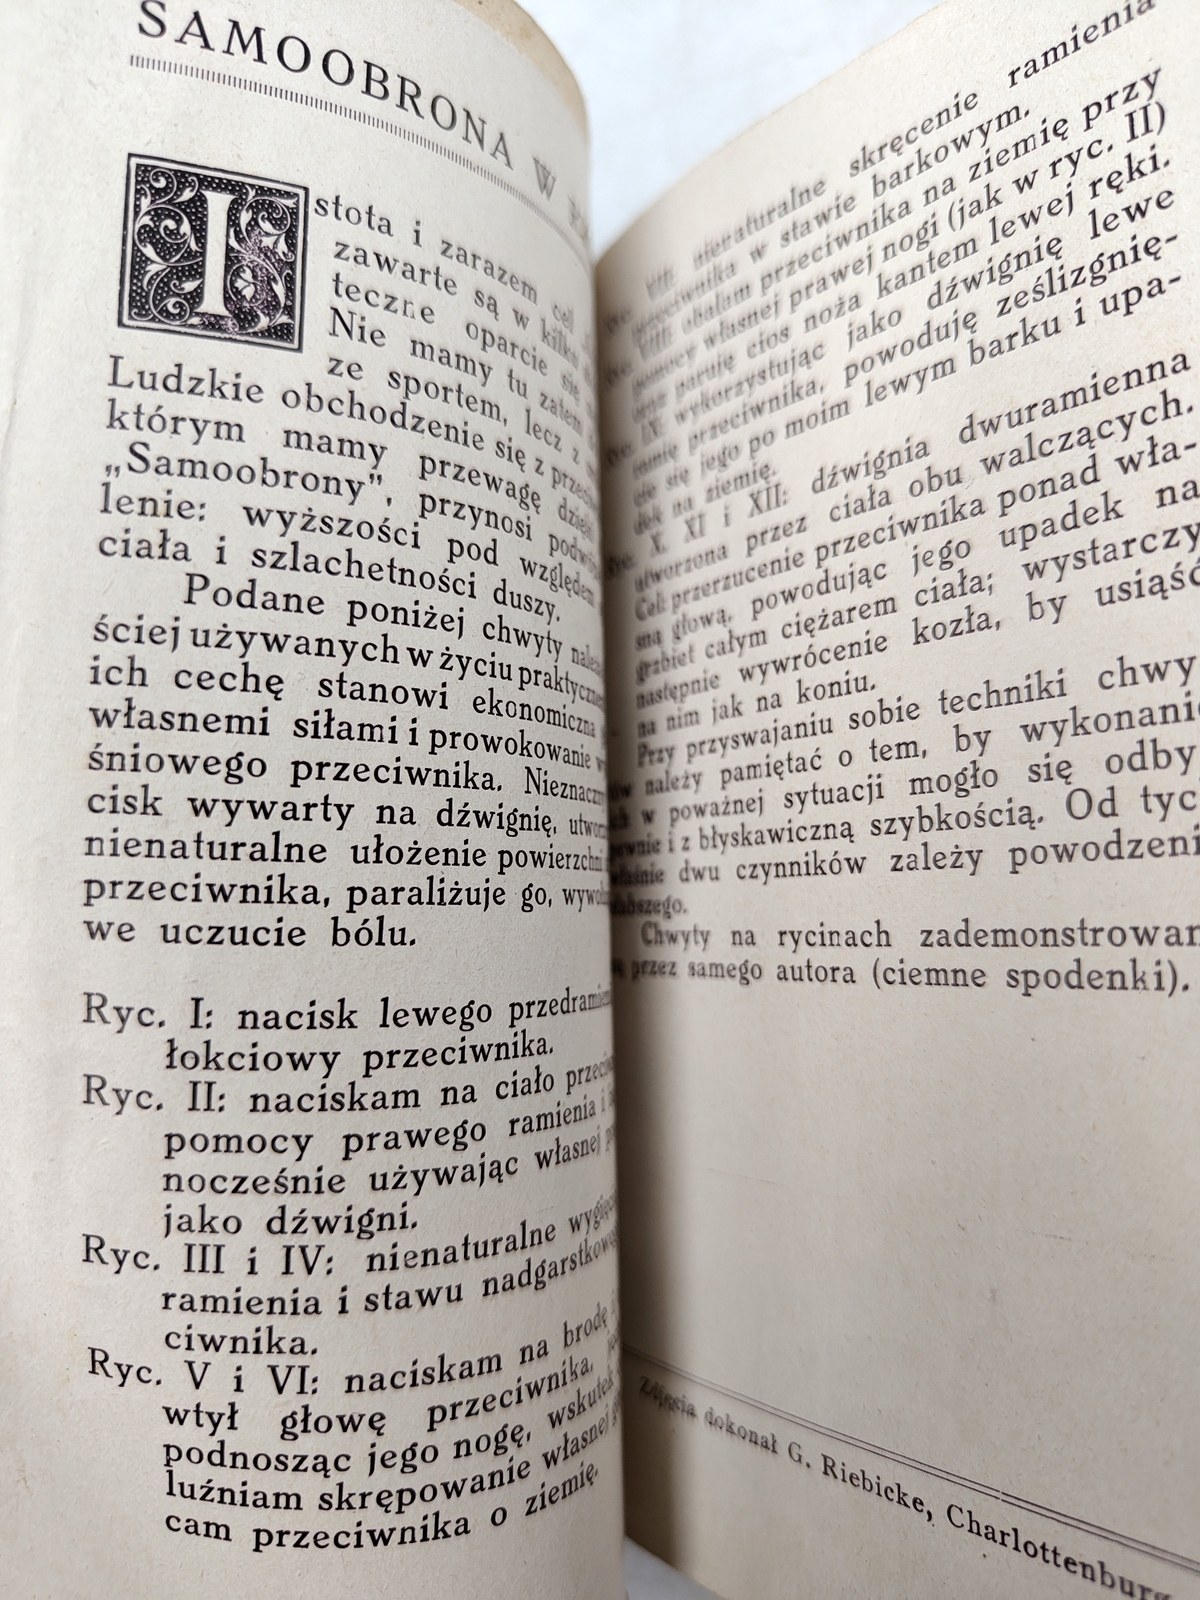 SAMOOBRONA W
Istota i zarazem cel
zawarte są w kilku
teczne oparcie się
Nie mamy tu zatem
ze sportem, lecz z
Ludzkie obchodzenie się z
którym mamy przewagę
„Samoobrony”, przynosi
lenie: wyższości pod względem
ciała i szlachetności duszy.
Podane poniżej chwyty
ściej używanych w życiu
ich cechę stanowi ekonomiczna
własnemi siłami i prowokowanie
śniowego przeciwnika. Nieznaczny
cisk wywarty na dźwignię,
nienaturalne ułożenie powierzchni
przeciwnika, paraliżuje go,
we uczucie bólu.
Ryc. I: nacisk lewego
łokciowy przeciwnika.
Ryc. II: naciskam na ciało
pomocy prawego ramienia i
nocześnie używając własnej
jako dźwigni.
Ryc. III i IV: nienaturalne
ramienia i stawu
ciwnika.
Ryc. V i VI: naciskam na brodę
wtył głowę przeciwnika,
podnosząc jego nogę, wskutek
luźniam skrępowanie własnej
cam przeciwnika o ziemię.
nienaturalne skręcenie ramienia
przeciwnika w stawie barkowym.
VIII: obalam przeciwnika na ziemię przy
pomocy własnej prawej nogi (jak w ryc. II)
oraz paruję cios noża kantem lewej ręki.
IX: wykorzystując jako dźwignię lewe
ramię przeciwnika, powoduję ześlizgnię-
cie się jego po moim lewym barku i upa-
dek na ziemię.
X, XI i XII: dźwignia dwuramienna
utworzona przez ciała obu walczących.
Cel: przerzucenie przeciwnika ponad wła-
sną głową, powodując jego upadek na
grzbiet całym ciężarem ciała; wystarczy
następnie wywrócenie kozła, by usiąść
na nim jak na koniu.
Przy przyswajaniu sobie techniki chwy
należy pamiętać o tem, by
w poważnej sytuacji mogło się odby
i z błyskawiczną szybkością. Od tyc
dwu czynników zależy powodzeni
Chwyty na rycinach zademonstrowan
przez samego autora (ciemne spodenki).
Zdjęcia dokonał G. Riebicke, Charlottenburg